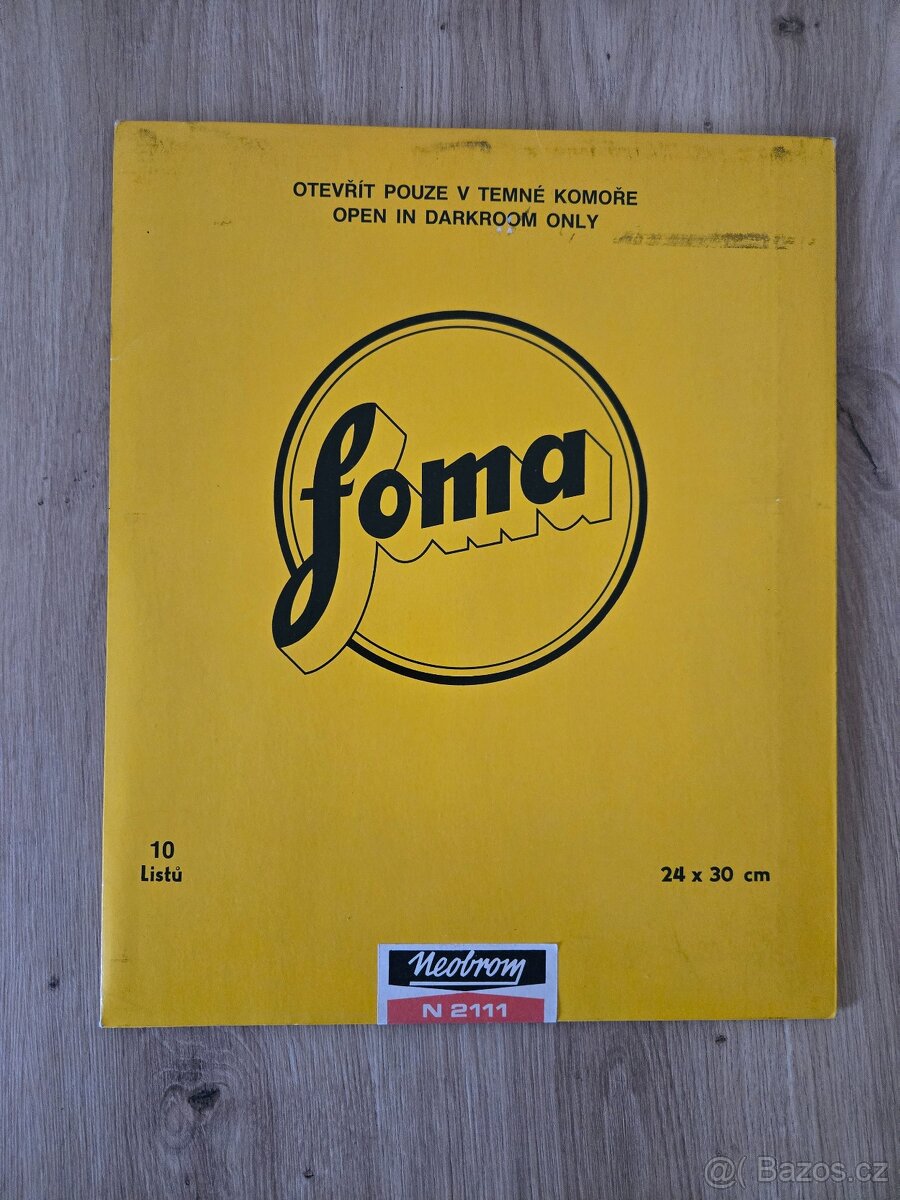 OTEVŘÍT POUZE V TEMNÉ KOMOŘE
OPEN IN DARKROOM ONLY
foma
10
Listů
24 x 30 cm
Neobrom
N 2111
@( Bazos.cz